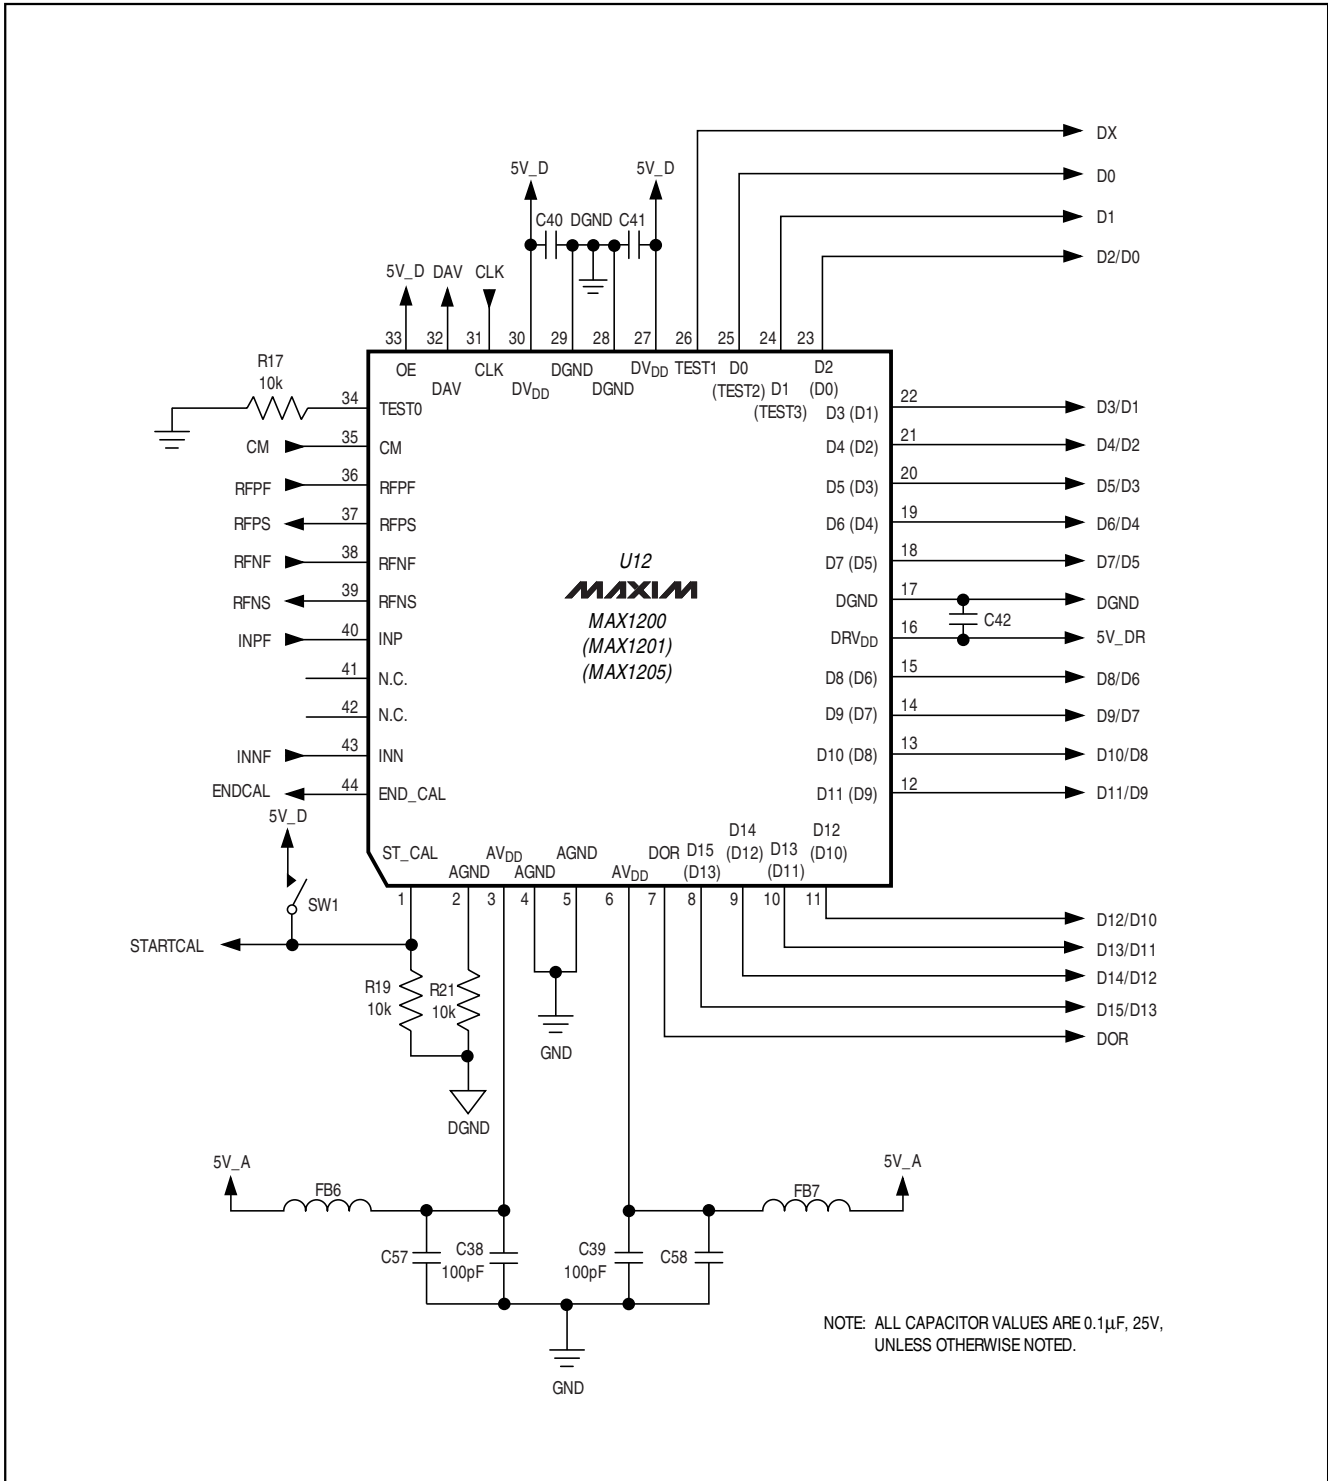 DX
D0
D1
D2/D0
5V_D
5V_D
C40
DGND
C41
5V_D
DAV
CLK
33
32
31
30
29
28
27
26
25
24
23
OE
DAV
CLK
DVDD
DGND
DGND
DVDD
TEST1
D0
(TEST2)
D1
(TEST3)
D2
(D0)
R17
10k
34
TEST0
CM
35
CM
RFPF
36
RFPF
RFPS
37
RFPS
RFNF
38
RFNF
RFNS
39
RFNS
INPF
40
INP
41
N.C.
42
N.C.
INNF
43
INN
ENDCAL
44
END_CAL
U12
MAXIM
MAX1200
(MAX1201)
(MAX1205)
D3 (D1)
22
D3/D1
D4 (D2)
21
D4/D2
D5 (D3)
20
D5/D3
D6 (D4)
19
D6/D4
D7 (D5)
18
D7/D5
DGND
17
DGND
C42
DRVDD
16
5V_DR
D8 (D6)
15
D8/D6
D9 (D7)
14
D9/D7
D10 (D8)
13
D10/D8
D11 (D9)
12
D11/D9
5V_D
SW1
STARTCAL
ST_CAL
AGND
AVDD
AGND
AGND
AVDD
DOR
D15
(D13)
D14
(D12)
D13
(D11)
D12
(D10)
1
2
3
4
5
6
7
8
9
10
11
D12/D10
D13/D11
D14/D12
D15/D13
DOR
R19
10k
R21
10k
GND
DGND
5V_A
FB6
FB7
5V_A
C57
C38
100pF
C39
100pF
C58
GND
NOTE: ALL CAPACITOR VALUES ARE 0.1µF, 25V,
UNLESS OTHERWISE NOTED.